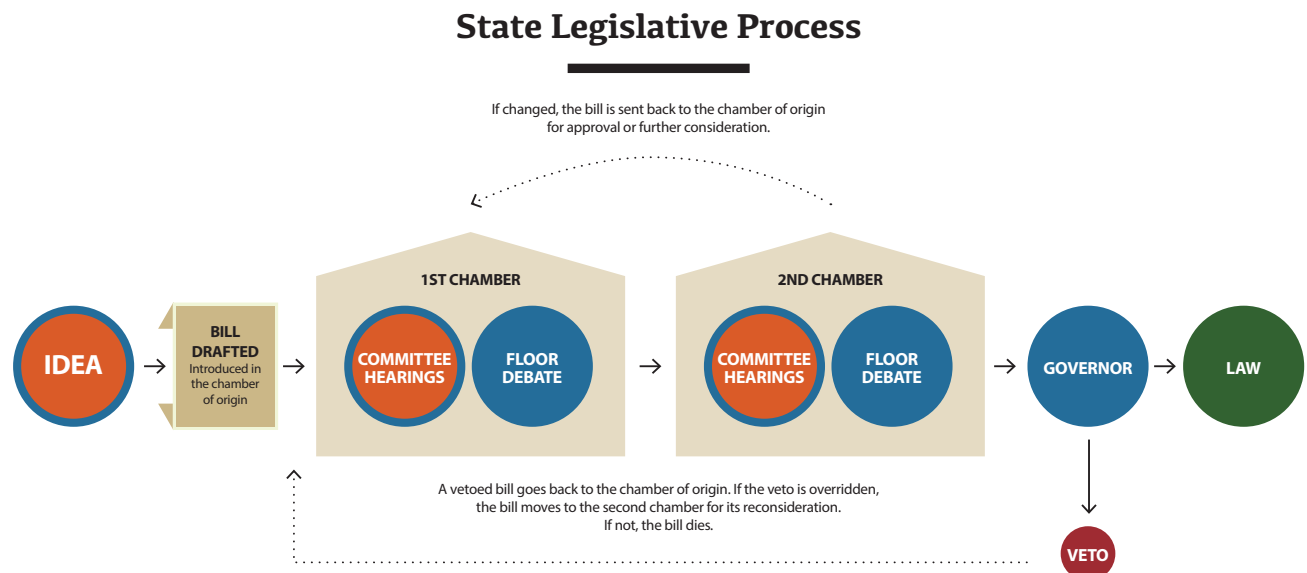 State Legislative Process
If changed, the bill is sent back to the chamber of origin
for approval or further consideration.
IDEA
BILL
DRAFTED
Introduced in
the chamber
of origin
1ST CHAMBER
COMMITTEE
HEARINGS
FLOOR
DEBATE
2ND CHAMBER
COMMITTEE
HEARINGS
FLOOR
DEBATE
GOVERNOR
LAW
A vetoed bill goes back to the chamber of origin. If the veto is overridden,
the bill moves to the second chamber for its reconsideration.
If not, the bill dies.
VETO